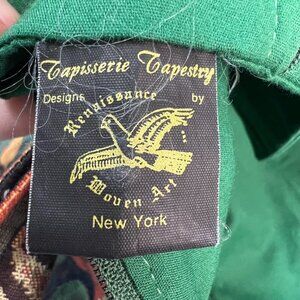 Tapisserie Tapestry
Designs by
Renaissance
Woven Art
New York